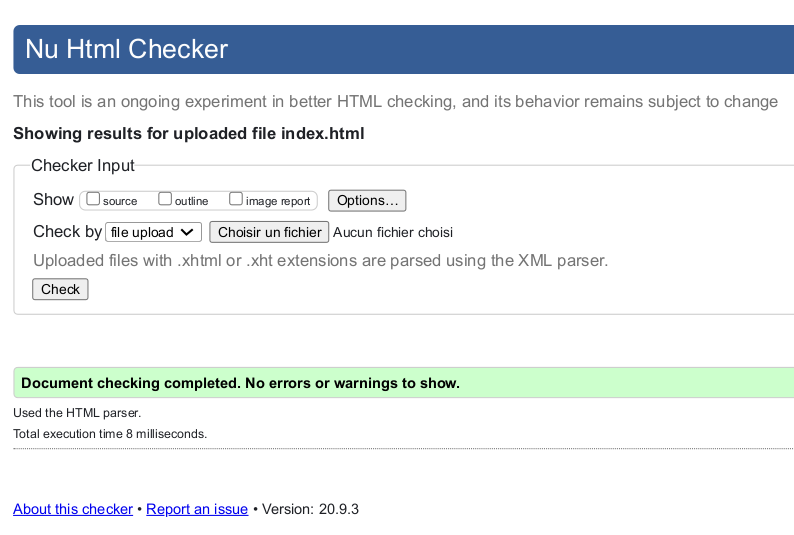 Nu Html Checker
This tool is an ongoing experiment in better HTML checking, and its behavior remains subject to change
Showing results for uploaded file index.html
Checker Input
Show source outline image report Options...
Check by file upload Choisir un fichier Aucun fichier choisi
Uploaded files with .xhtml or .xht extensions are parsed using the XML parser.
Check
Document checking completed. No errors or warnings to show.
Used the HTML parser.
Total execution time 8 milliseconds.
About this checker • Report an issue • Version: 20.9.3